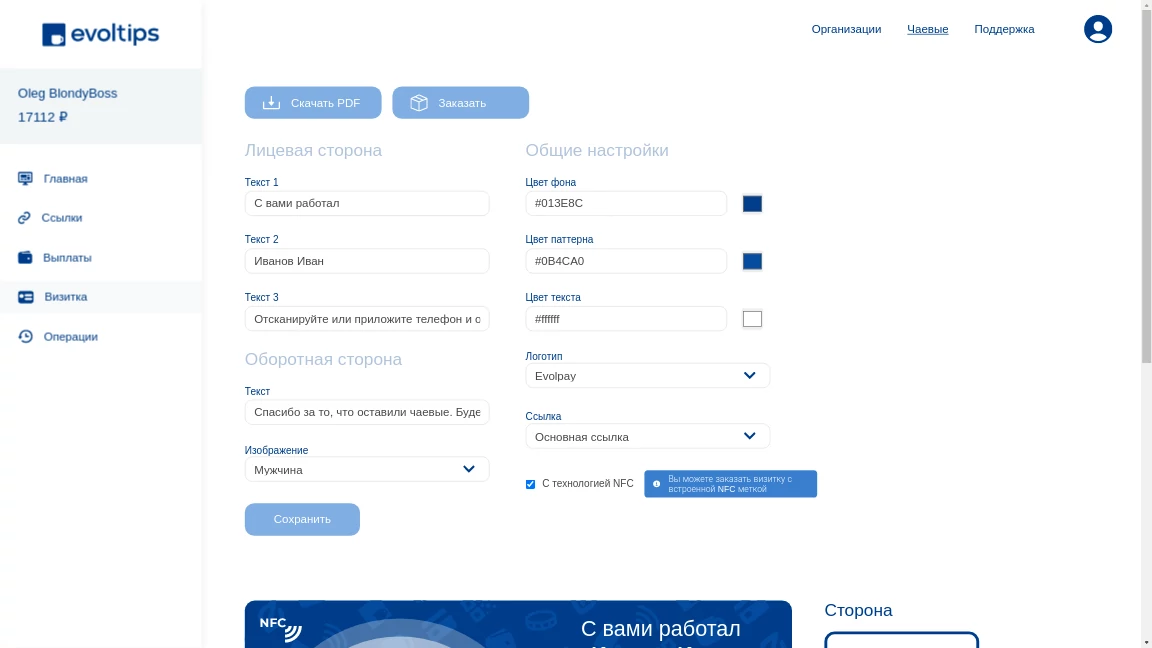 evoltips
Организации Чаевые Поддержка
Oleg BlondyBoss
17112 ₽
Главная
Ссылки
Выплаты
Визитка
Операции
Скачать PDF Заказать
Лицевая сторона
Текст 1
С вами работал
Текст 2
Иванов Иван
Текст 3
Отсканируйте или приложите телефон и о
Оборотная сторона
Текст
Спасибо за то, что оставили чаевые. Буде
Изображение
Мужчина
Сохранить
Общие настройки
Цвет фона
#013E8C
Цвет паттерна
#0B4CA0
Цвет текста
#ffffff
Логотип
Evolpay
Ссылка
Основная ссылка
С технологией NFC
Вы можете заказать визитку с
встроенной NFC меткой
NFC
С вами работал
Сторона